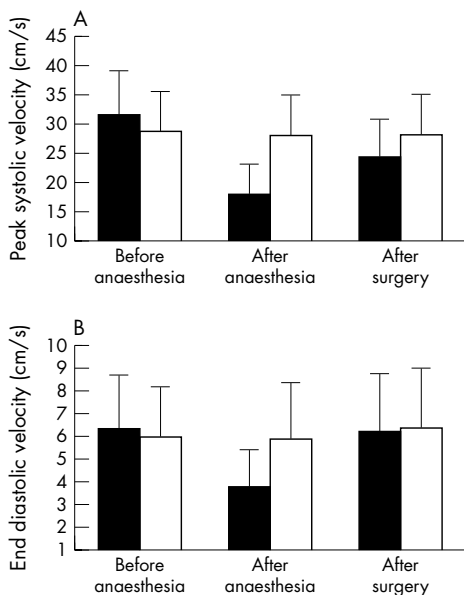 A
Peak systolic velocity (cm/s)
45
40
35
30
25
20
15
10
Before
anaesthesia
After
anaesthesia
After
surgery
B
End diastolic velocity (cm/s)
10
9
8
7
6
5
4
3
2
1
Before
anaesthesia
After
anaesthesia
After
surgery